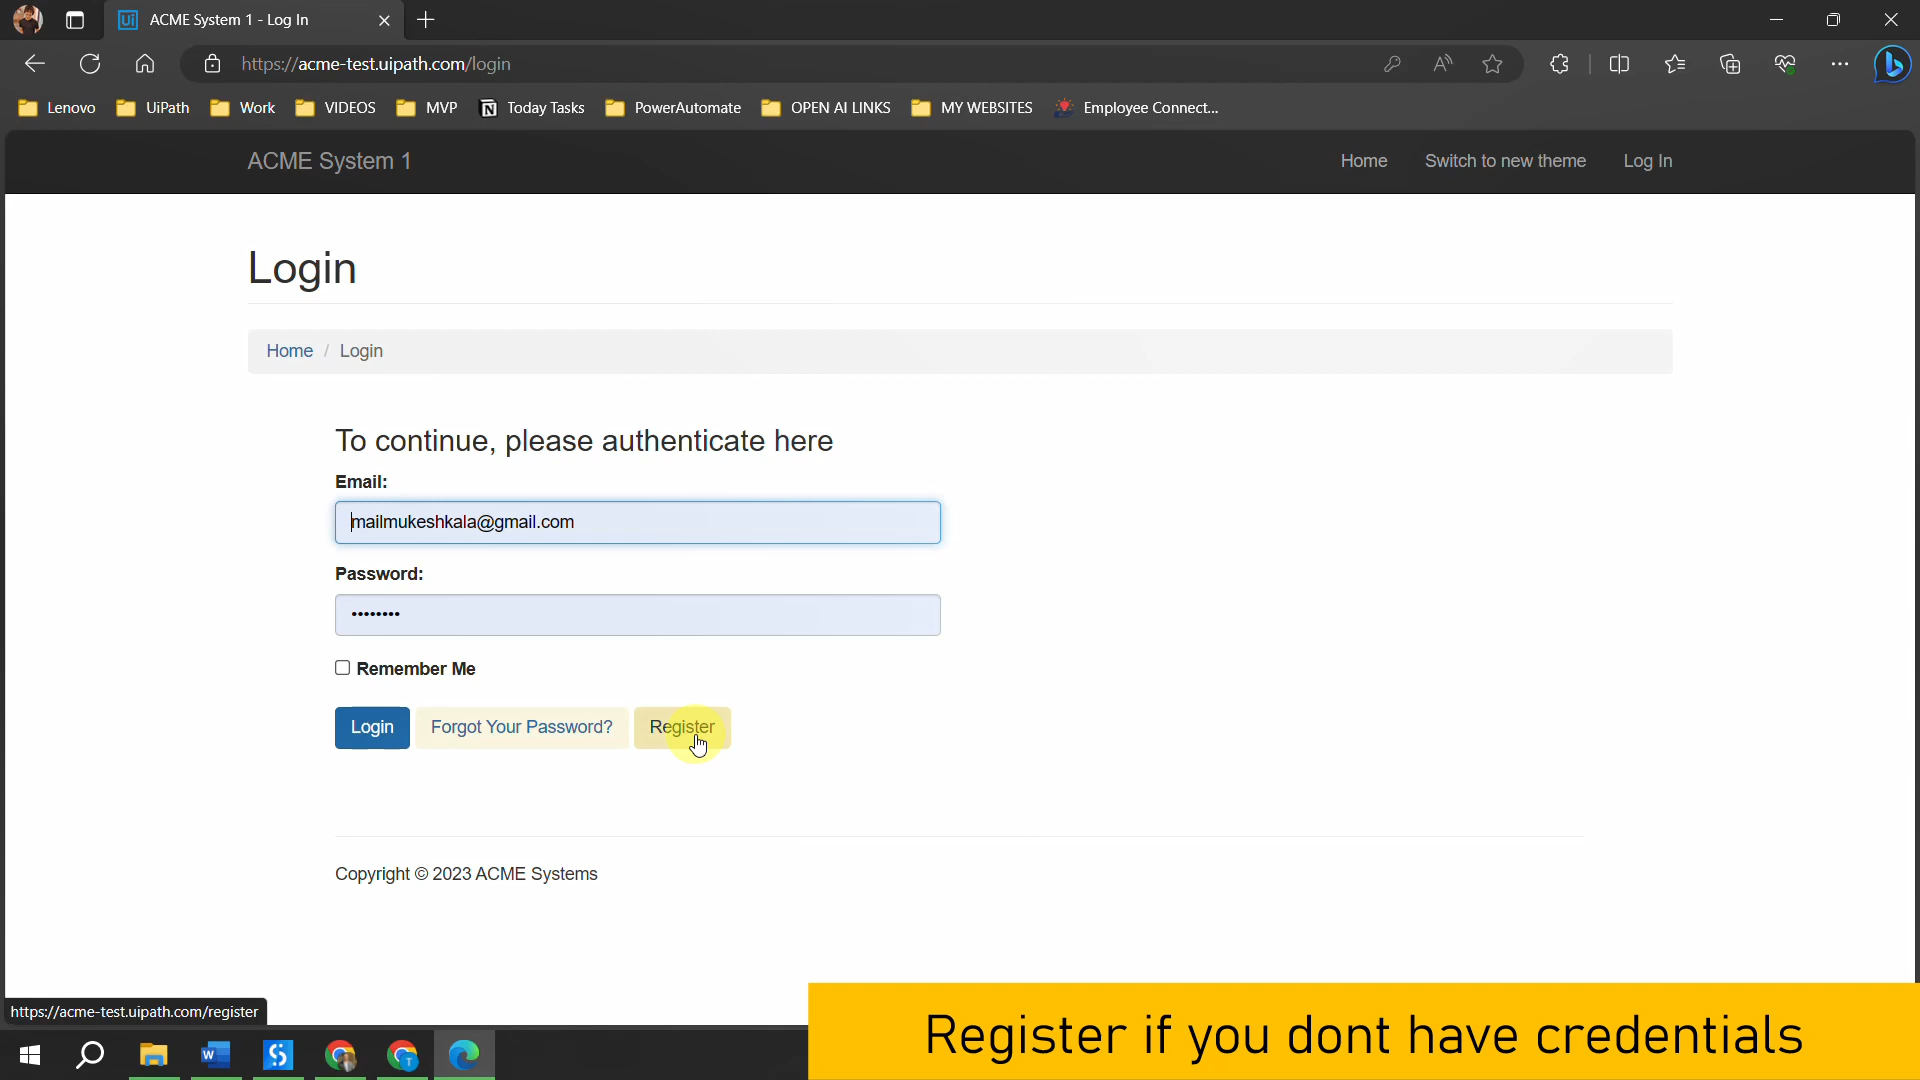 ACME System 1 - Log In
https://acme-test.uipath.com/login
Lenovo UiPath Work VIDEOS MVP Today Tasks PowerAutomate OPEN AI LINKS MY WEBSITES Employee Connect...
ACME System 1 Home Switch to new theme Log In
Login
Home / Login
To continue, please authenticate here
Email:
mailmukeshkala@gmail.com
Password:
••••••••
Remember Me
Login Forgot Your Password? Register
Copyright © 2023 ACME Systems
https://acme-test.uipath.com/register
Register if you dont have credentials